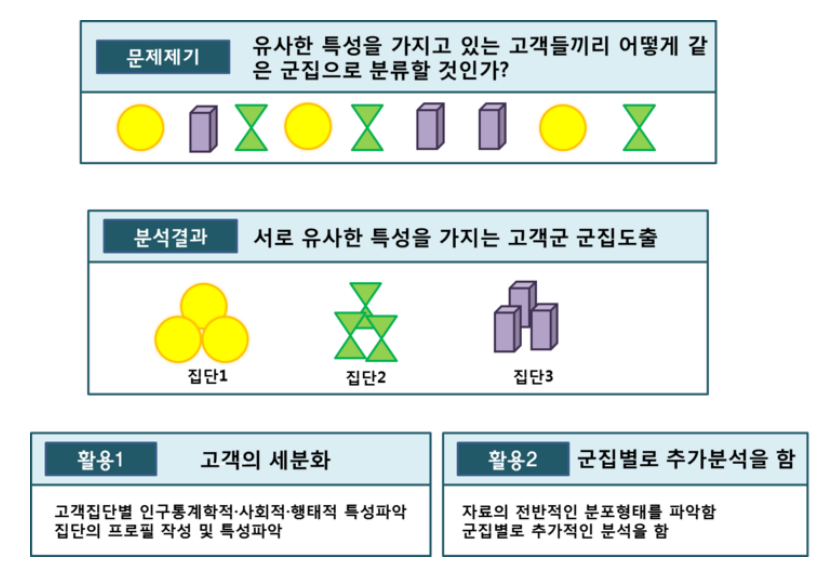 문제제기
유사한 특성을 가지고 있는 고객들끼리 어떻게 같
은 군집으로 분류할 것인가?
분석결과
서로 유사한 특성을 가지는 고객군 군집도출
집단1
집단2
집단3
활용1
고객의 세분화
고객집단별 인구통계학적·사회적·행태적 특성파악
집단의 프로필 작성 및 특성파악
활용2
군집별로 추가분석을 함
자료의 전반적인 분포형태를 파악함
군집별로 추가적인 분석을 함